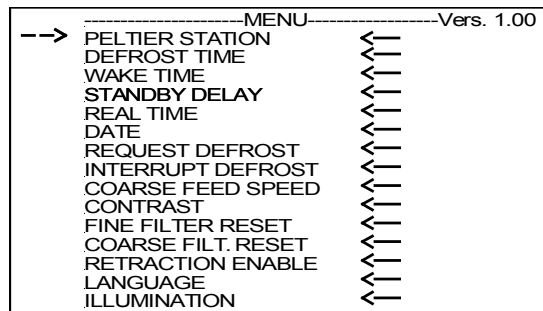 ----------------------MENU------------------Vers. 1.00
--> PELTIER STATION <—
DEFROST TIME <—
WAKE TIME <—
STANDBY DELAY <—
REAL TIME <—
DATE <—
REQUEST DEFROST <—
INTERRUPT DEFROST <—
COARSE FEED SPEED <—
CONTRAST <—
FINE FILTER RESET <—
COARSE FILT. RESET <—
RETRACTION ENABLE <—
LANGUAGE <—
ILLUMINATION <—